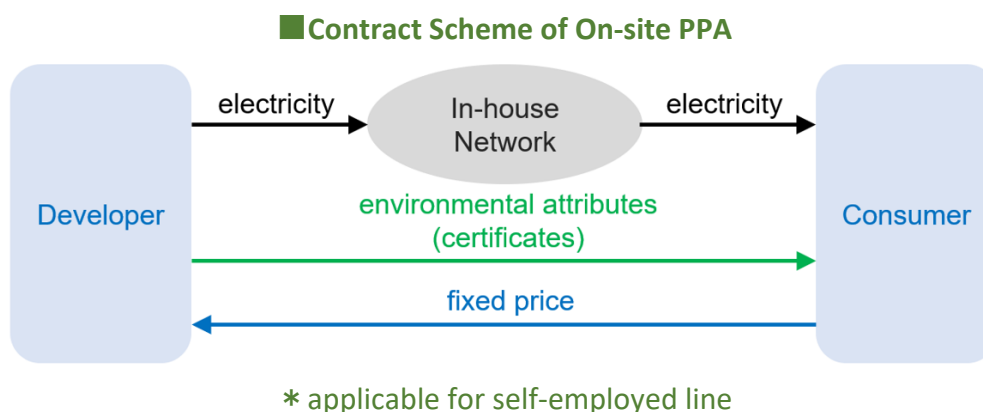 ■Contract Scheme of On-site PPA
electricity
In-house
Network
electricity
Developer
environmental attributes
(certificates)
Consumer
fixed price
* applicable for self-employed line